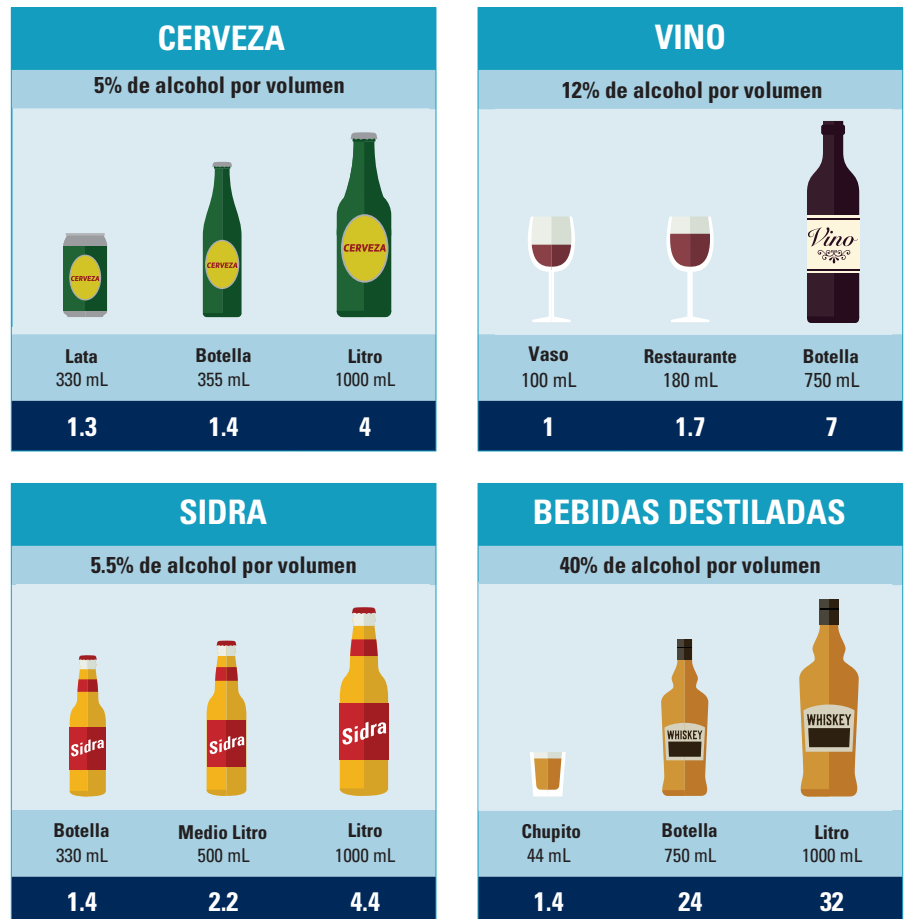 CERVEZA
5% de alcohol por volumen
CERVEZA
CERVEZA
CERVEZA
Lata
330 mL
Botella
355 mL
Litro
1000 mL
1.3
1.4
4
VINO
12% de alcohol por volumen
Vino
Vaso
100 mL
Restaurante
180 mL
Botella
750 mL
1
1.7
7
SIDRA
5.5% de alcohol por volumen
Sidra
Sidra
Sidra
Botella
330 mL
Medio Litro
500 mL
Litro
1000 mL
1.4
2.2
4.4
BEBIDAS DESTILADAS
40% de alcohol por volumen
WHISKEY
WHISKEY
Chupito
44 mL
Botella
750 mL
Litro
1000 mL
1.4
24
32